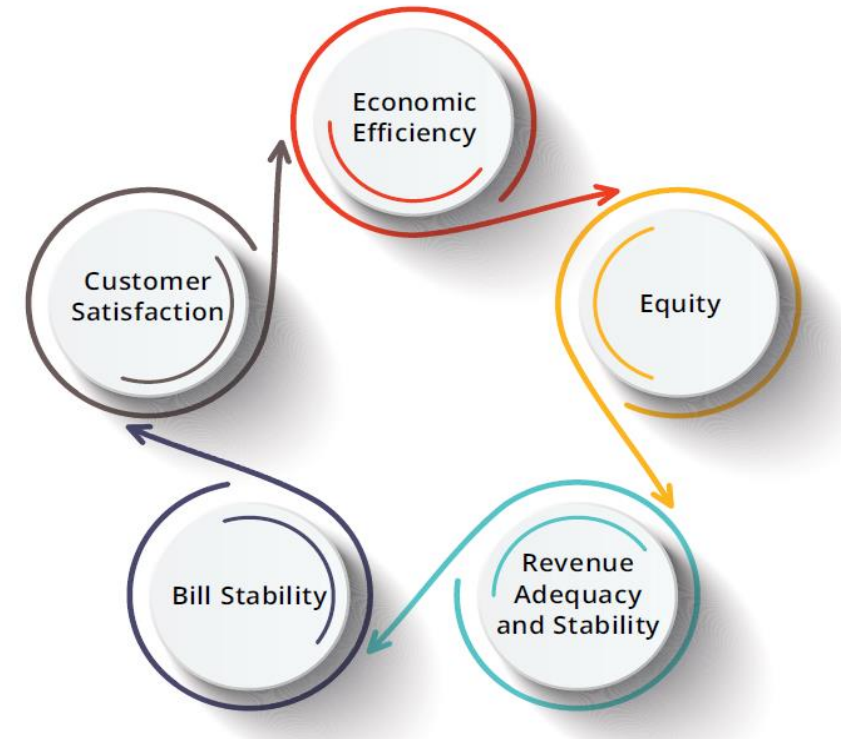 Economic
Efficiency
Equity
Revenue
Adequacy
and Stability
Bill Stability
Customer
Satisfaction